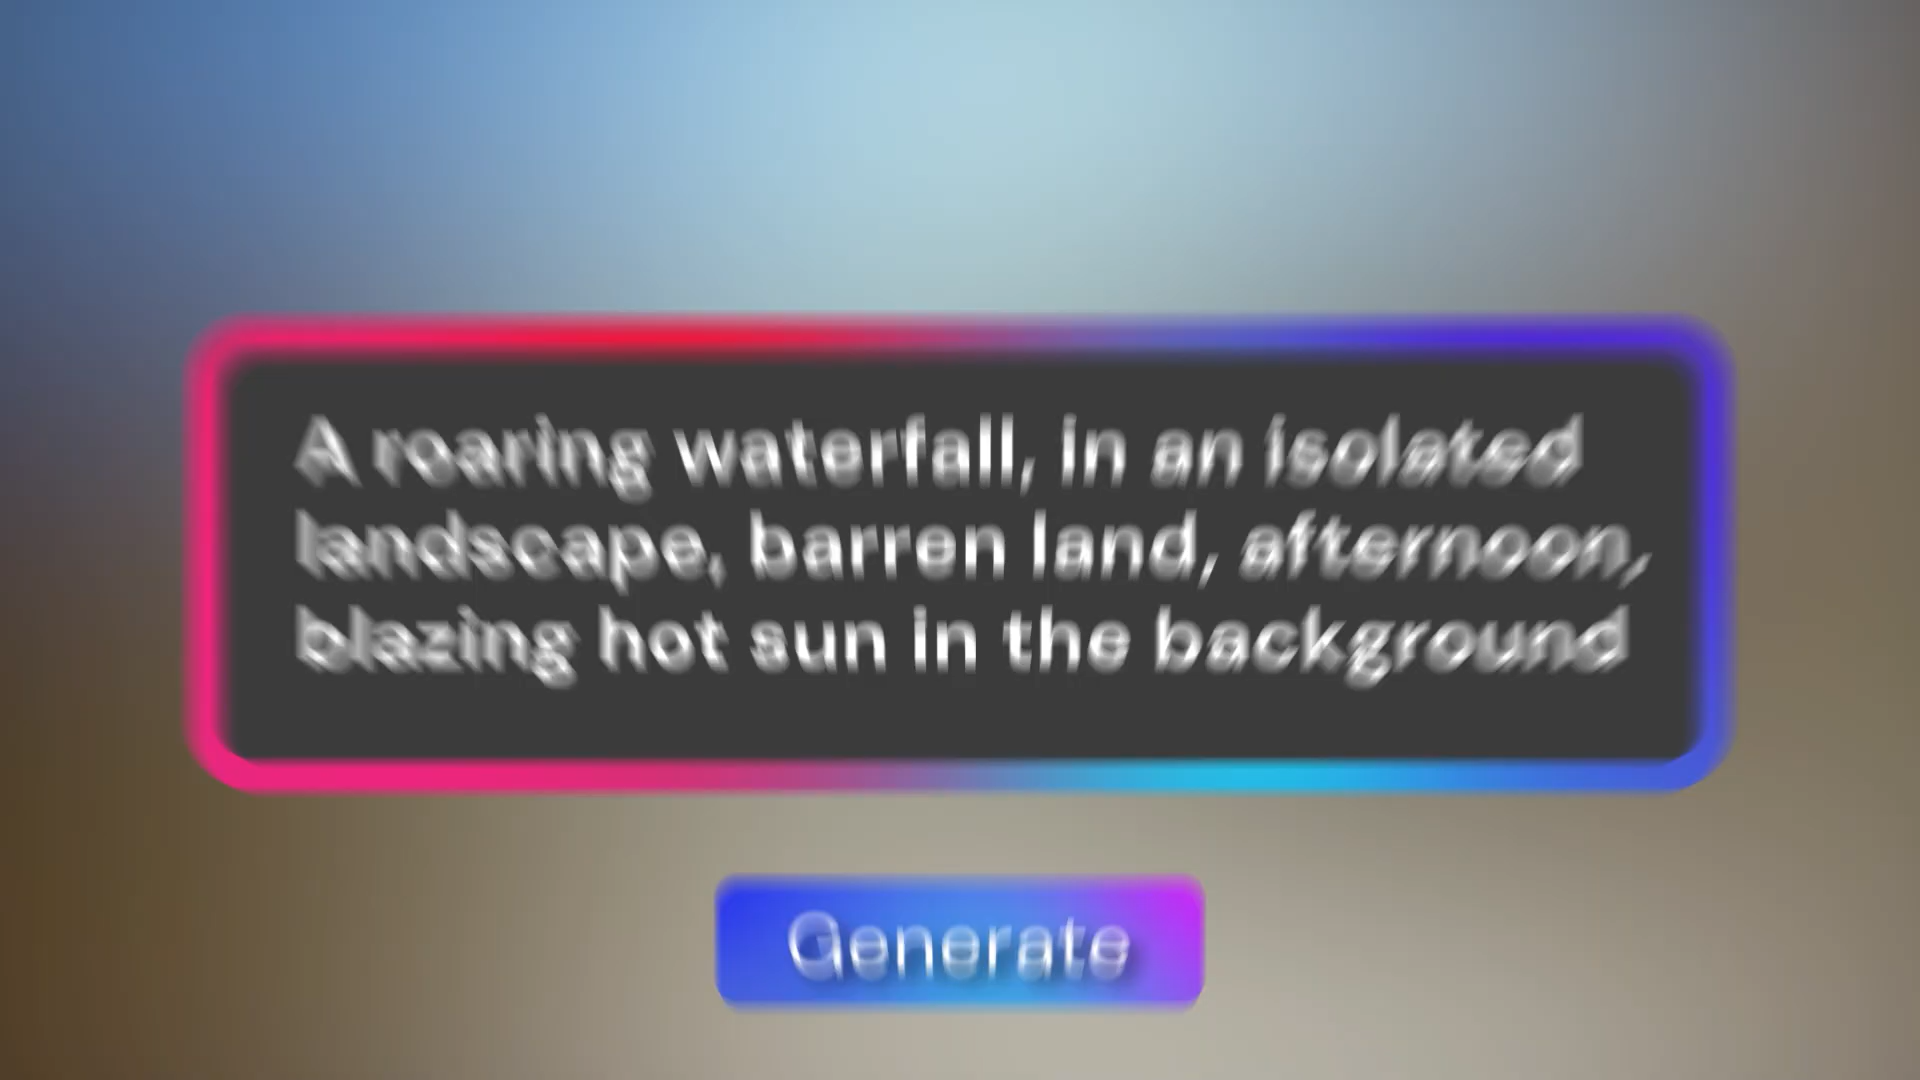 A roaring waterfall, in an isolated
landscape, barren land, afternoon,
blazing hot sun in the background
Generate